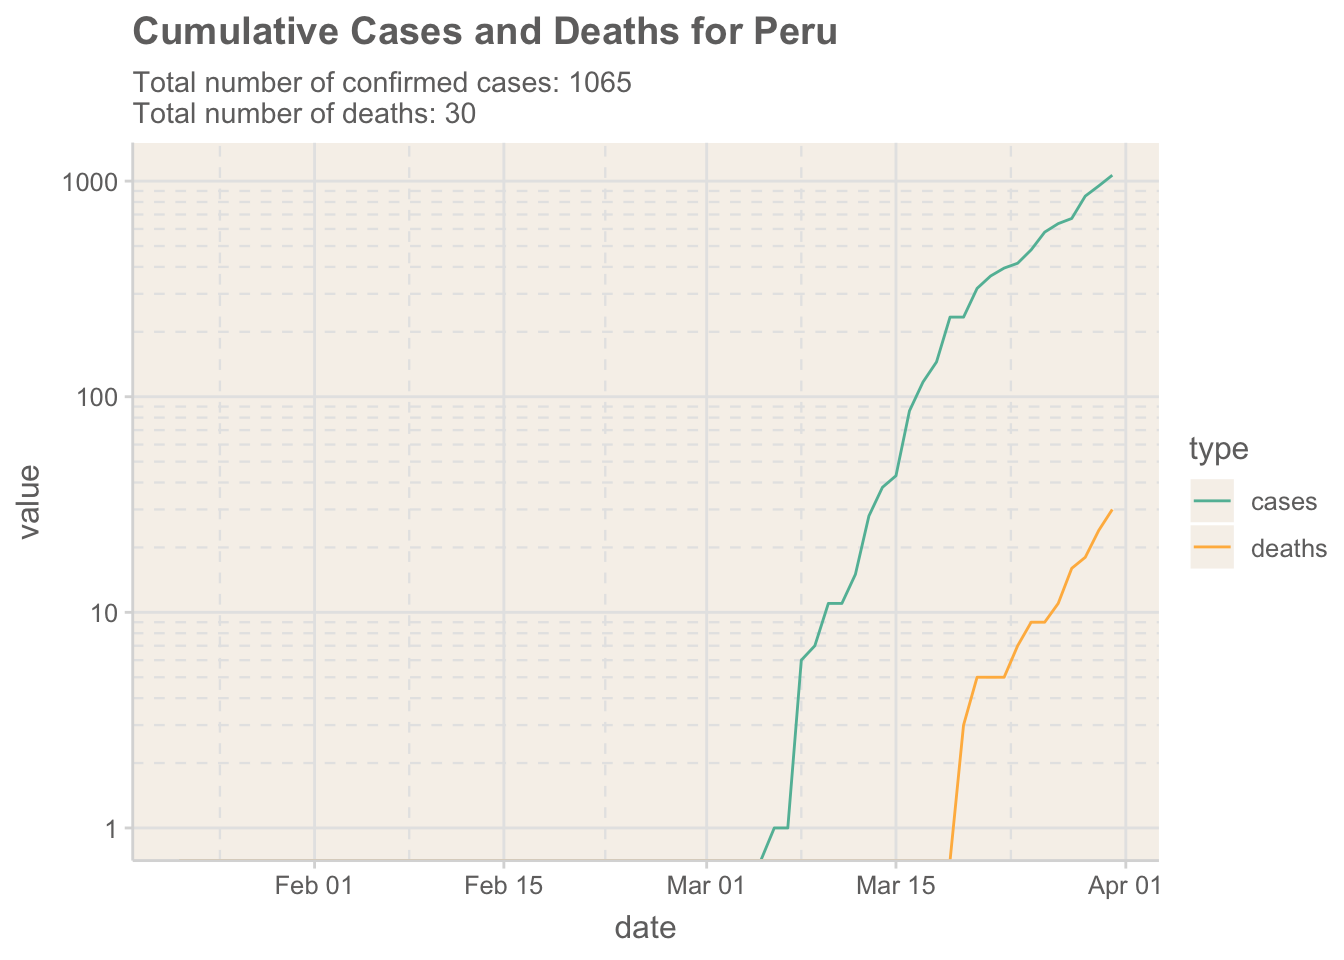 Cumulative Cases and Deaths for Peru
Total number of confirmed cases: 1065
Total number of deaths: 30
1000
100
10
1
value
Feb 01
Feb 15
Mar 01
Mar 15
Apr 01
date
type
cases
deaths